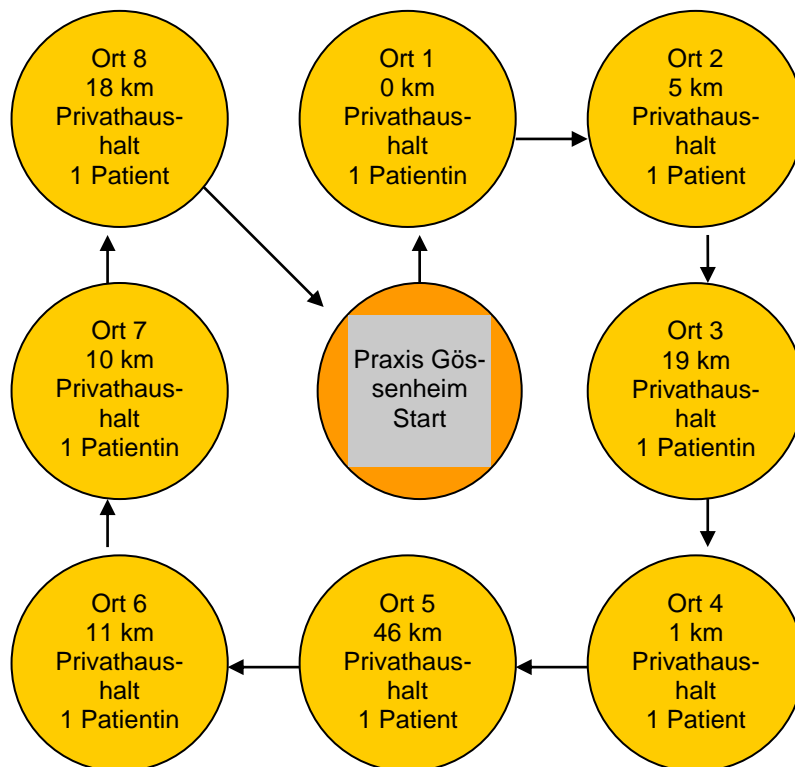 Ort 8
18 km
Privathaus-
halt
1 Patient
Ort 1
0 km
Privathaus-
halt
1 Patientin
Ort 2
5 km
Privathaus-
halt
1 Patient
Ort 7
10 km
Privathaus-
halt
1 Patientin
Praxis Gös-
senheim
Start
Ort 3
19 km
Privathaus-
halt
1 Patientin
Ort 6
11 km
Privathaus-
halt
1 Patientin
Ort 5
46 km
Privathaus-
halt
1 Patient
Ort 4
1 km
Privathaus-
halt
1 Patient